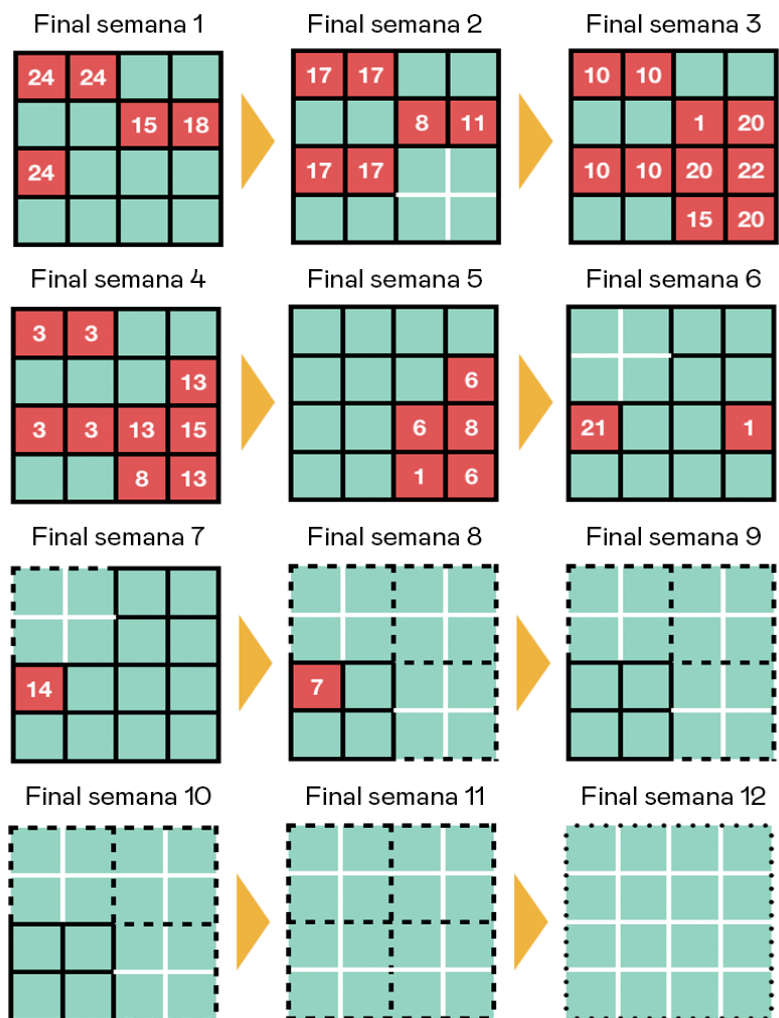 Final semana 1
24 24
15 18
24
Final semana 2
17 17
8 11
17 17
Final semana 3
10 10
1 20
10 10 20 22
15 20
Final semana 4
3 3
13
3 3 13 15
8 13
Final semana 5
6
6 8
1 6
Final semana 6
21 1
Final semana 7
14
Final semana 8
7
Final semana 9
Final semana 10
Final semana 11
Final semana 12